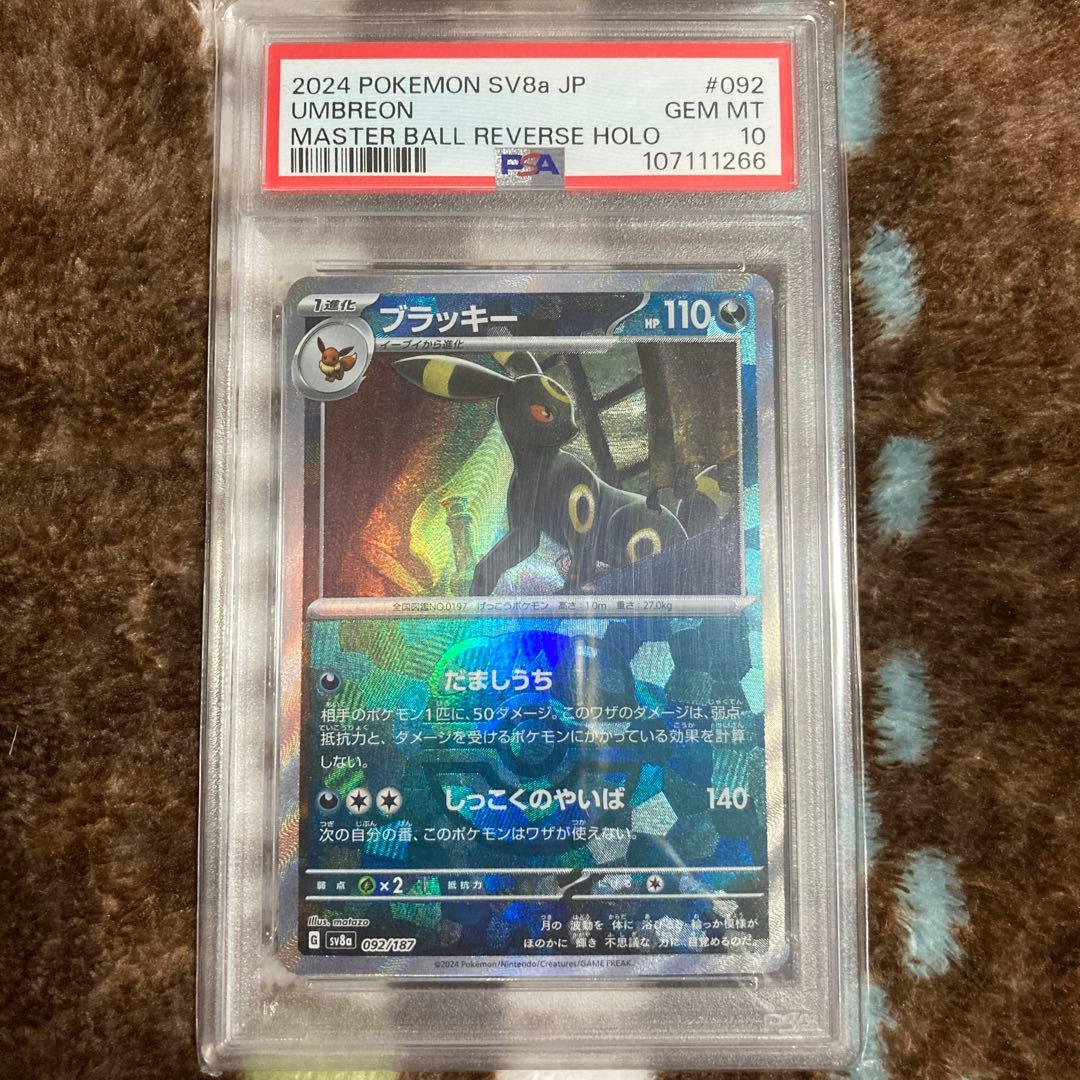 2024 POKEMON SV8a JP #092
UMBREON GEM MT
MASTER BALL REVERSE HOLO 10
PSA 107111266
1進化 ブラッキー HP 110
イーブイから進化
全国図鑑NO.0197 げっこうポケモン 高さ:1.0m 重さ:27.0kg
だましうち
相手のポケモン1匹に、50ダメージ。このワザのダメージは、弱点・
抵抗力と、ダメージを受けるポケモンにかかっている効果を計算
しない。
しっこくのやいば 140
次の自分の番、このポケモンはワザが使えない。
弱点 ×2 抵抗力 にげる
Illus. matazo
月の波動を体に浴びると輪っか模様が
G sv8a 092/187 ほのかに輝き不思議な力に目覚めるのだ。
©2024 Pokémon/Nintendo/Creatures/GAME FREAK.